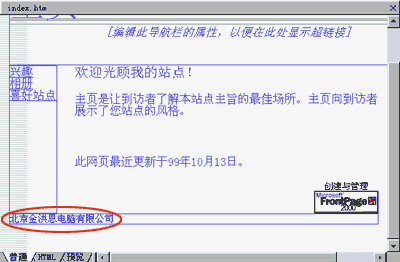 index.htm
[编辑此导航栏的属性，以便在此处显示超链接]
兴趣
相册
喜好站点
欢迎光顾我的站点！
主页是让到访者了解本站点主旨的最佳场所。主页向到访者
展示了您站点的风格。
此网页最近更新于99年10月13日。
创建与管理
Microsoft
FrontPage
2000
北京金洪恩电脑有限公司
普通 HTML 预览